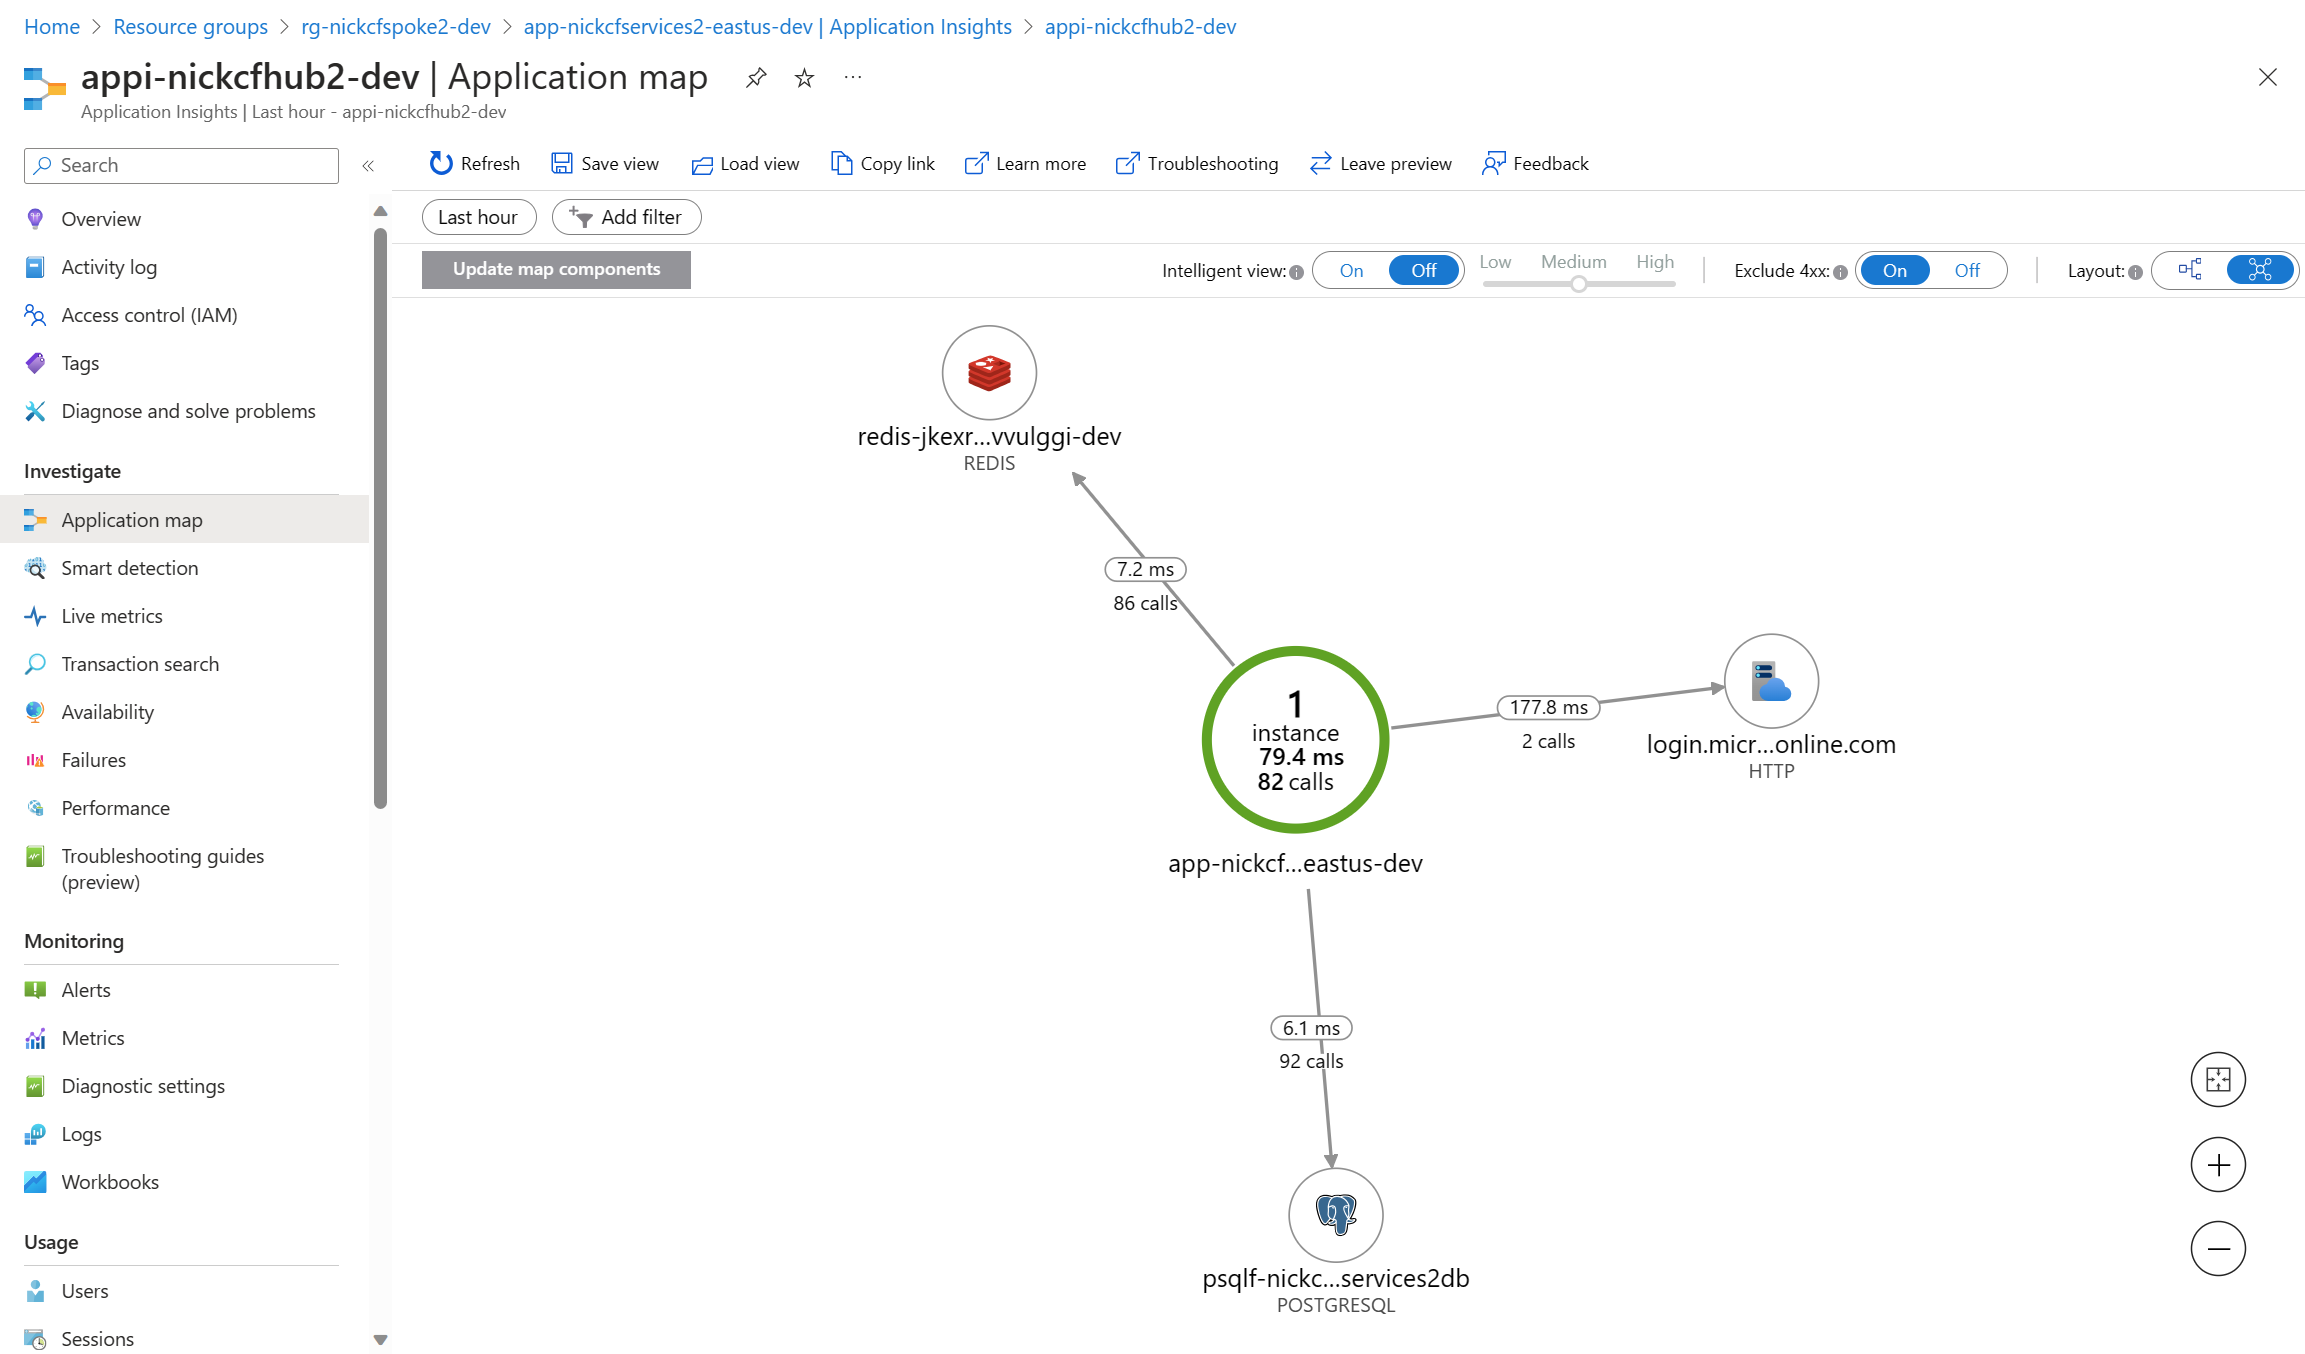 Home > Resource groups > rg-nickcfspoke2-dev > app-nickcfservices2-eastus-dev | Application Insights > appi-nickcfhub2-dev
appi-nickcfhub2-dev | Application map
Application Insights | Last hour - appi-nickcfhub2-dev
Search
Refresh Save view Load view Copy link Learn more Troubleshooting Leave preview Feedback
Last hour Add filter
Update map components Intelligent view: On Off Low Medium High Exclude 4xx: On Off Layout:
Overview
Activity log
Access control (IAM)
Tags
Diagnose and solve problems
Investigate
Application map
Smart detection
Live metrics
Transaction search
Availability
Failures
Performance
Troubleshooting guides
(preview)
Monitoring
Alerts
Metrics
Diagnostic settings
Logs
Workbooks
Usage
Users
Sessions
redis-jkexr...vvulggi-dev
REDIS
7.2 ms
86 calls
1
instance
79.4 ms
82 calls
app-nickcf...eastus-dev
177.8 ms
2 calls
login.micr...online.com
HTTP
6.1 ms
92 calls
psqlf-nickc...services2db
POSTGRESQL